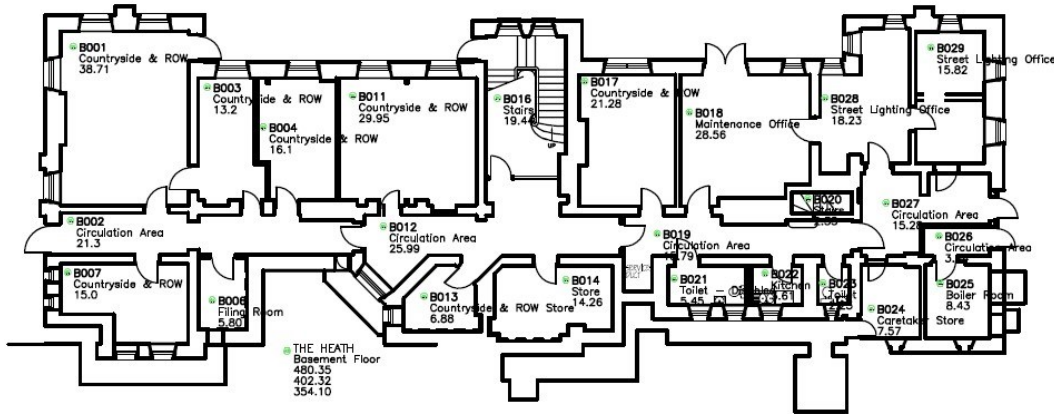 B001
Countryside & ROW
38.71
B003
Countryside & ROW
13.2
B004
Countryside & ROW
16.1
B011
Countryside & ROW
29.95
B016
Stairs
19.44
UP
B017
Countryside & ROW
21.28
B018
Maintenance Office
28.56
B028
Street Lighting Office
18.23
B029
Street Lighting Office
15.82
B002
Circulation Area
21.3
B012
Circulation Area
25.99
B019
Circulation Area
B020
Stairs
B027
Circulation Area
B026
Circulation Area
B007
Countryside & ROW
15.0
Filing Room
5.80
B013
Countryside & ROW Store
6.88
B014
Store
14.26
B021
Toilet - Disabled
5.45
B022
Kitchen
B023
Toilet
B024
Caretaker Store
7.57
B025
Boiler Room
8.43
THE HEATH
Basement Floor
480.35
402.32
354.10